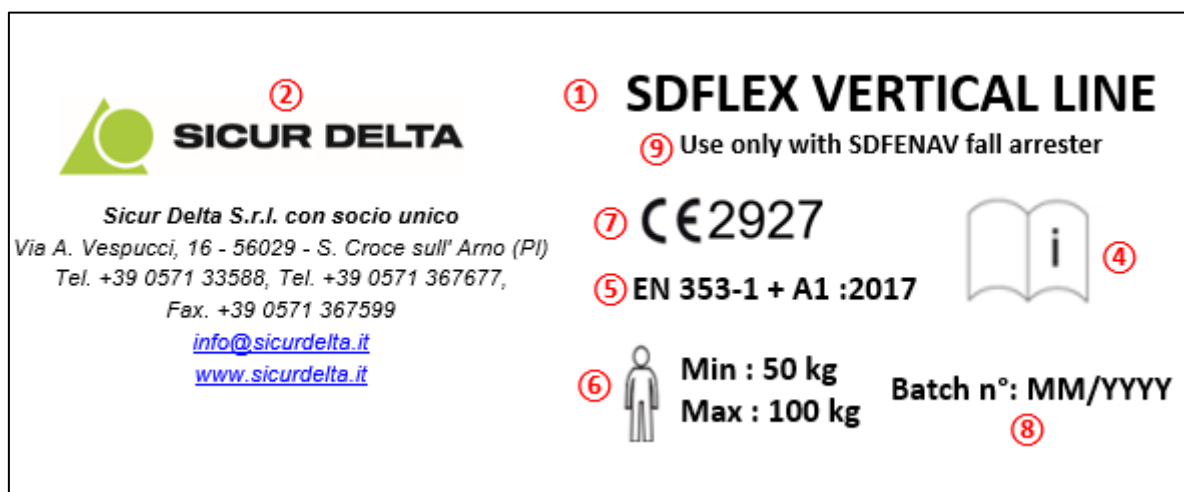 ②
SICUR DELTA
Sicur Delta S.r.l. con socio unico
Via A. Vespucci, 16 - 56029 - S. Croce sull' Arno (PI)
Tel. +39 0571 33588, Tel. +39 0571 367677,
Fax. +39 0571 367599
info@sicurdelta.it
www.sicurdelta.it
① SDFLEX VERTICAL LINE
⑨ Use only with SDFENAV fall arrester
⑦ CE 2927
i ④
⑤ EN 353-1 + A1 :2017
⑥ Min : 50 kg
Max : 100 kg
Batch n°: MM/YYYY
⑧